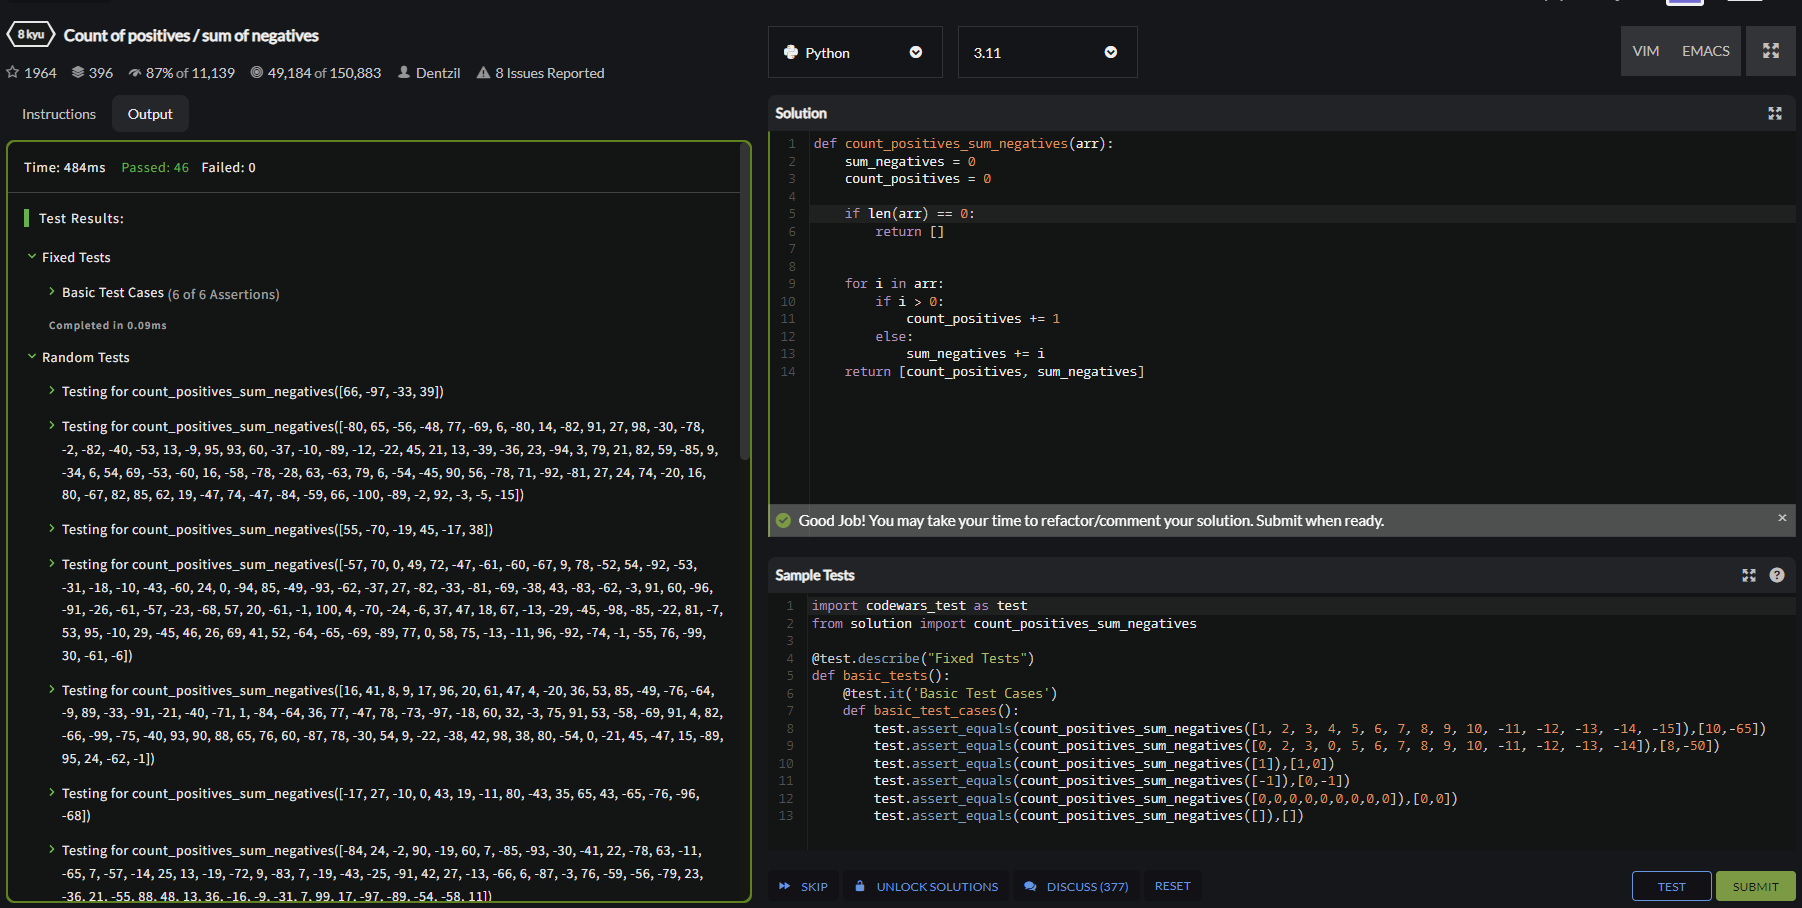 8 kyu
Count of positives / sum of negatives
1964 396 87% of 11,139 49,184 of 150,883 Dentzil 8 Issues Reported
Instructions Output
Time: 484ms Passed: 46 Failed: 0
Test Results:
Fixed Tests
Basic Test Cases (6 of 6 Assertions)
Completed in 0.09ms
Random Tests
Testing for count_positives_sum_negatives([66, -97, -33, 39])
Testing for count_positives_sum_negatives([-80, 65, -56, -48, 77, -69, 6, -80, 14, -82, 91, 27, 98, -30, -78,
-2, -82, -40, -53, 13, -9, 95, 93, 60, -37, -10, -89, -12, -22, 45, 21, 13, -39, -36, 23, -94, 3, 79, 21, 82, 59, -85, 9,
-34, 6, 54, 69, -53, -60, 16, -58, -78, -28, 63, -63, 79, 6, -54, -45, 90, 56, -78, 71, -92, -81, 27, 24, 74, -20, 16,
80, -67, 82, 85, 62, 19, -47, 74, -47, -84, -59, 66, -100, -89, -2, 92, -3, -5, -15])
Testing for count_positives_sum_negatives([55, -70, -19, 45, -17, 38])
Testing for count_positives_sum_negatives([-57, 70, 0, 49, 72, -47, -61, -60, -67, 9, 78, -52, 54, -92, -53,
-31, -18, -10, -43, -60, 24, 0, -94, 85, -49, -93, -62, -37, 27, -82, -33, -81, -69, -38, 43, -83, -62, -3, 91, 60, -96,
-91, -26, -61, -57, -23, -68, 57, 20, -61, -1, 100, 4, -70, -24, -6, 37, 47, 18, 67, -13, -29, -45, -98, -85, -22, 81, -7,
53, 95, -10, 29, -45, 46, 26, 69, 41, 52, -64, -65, -69, -89, 77, 0, 58, 75, -13, -11, 96, -92, -74, -1, -55, 76, -99,
30, -61, -6])
Testing for count_positives_sum_negatives([16, 41, 8, 9, 17, 96, 20, 61, 47, 4, -20, 36, 53, 85, -49, -76, -64,
-9, 89, -33, -91, -21, -40, -71, 1, -84, -64, 36, 77, -47, 78, -73, -97, -18, 60, 32, -3, 75, 91, 53, -58, -69, 91, 4, 82,
-66, -99, -75, -40, 93, 90, 88, 65, 76, 60, -87, 78, -30, 54, 9, -22, -38, 42, 98, 38, 80, -54, 0, -21, 45, -47, 15, -89,
95, 24, -62, -1])
Testing for count_positives_sum_negatives([-17, 27, -10, 0, 43, 19, -11, 80, -43, 35, 65, 43, -65, -76, -96,
-68])
Testing for count_positives_sum_negatives([-84, 24, -2, 90, -19, 60, 7, -85, -93, -30, -41, 22, -78, 63, -11,
-65, 7, -57, -14, 25, 13, -19, -72, 9, -83, 7, -19, -43, -25, -91, 42, 27, -13, -66, 6, -87, -3, 76, -59, -56, -79, 23,
-36, 21, -55, 88, 48, 13, 36, -16, -9, -31, 7, 99, 17, -97, -89, -54, -58, 11])
Python 3.11 VIM EMACS
Solution
1 def count_positives_sum_negatives(arr):
2 sum_negatives = 0
3 count_positives = 0
4
5 if len(arr) == 0:
6 return []
7
8
9 for i in arr:
10 if i > 0:
11 count_positives += 1
12 else:
13 sum_negatives += i
14 return [count_positives, sum_negatives]
Good Job! You may take your time to refactor/comment your solution. Submit when ready. ×
Sample Tests ?
1 import codewars_test as test
2 from solution import count_positives_sum_negatives
3
4 @test.describe("Fixed Tests")
5 def basic_tests():
6 @test.it('Basic Test Cases')
7 def basic_test_cases():
8 test.assert_equals(count_positives_sum_negatives([1, 2, 3, 4, 5, 6, 7, 8, 9, 10, -11, -12, -13, -14, -15]),[10,-65])
9 test.assert_equals(count_positives_sum_negatives([0, 2, 3, 0, 5, 6, 7, 8, 9, 10, -11, -12, -13, -14]),[8,-50])
10 test.assert_equals(count_positives_sum_negatives([1]),[1,0])
11 test.assert_equals(count_positives_sum_negatives([-1]),[0,-1])
12 test.assert_equals(count_positives_sum_negatives([0,0,0,0,0,0,0,0,0]),[0,0])
13 test.assert_equals(count_positives_sum_negatives([]),[])
SKIP UNLOCK SOLUTIONS DISCUSS (377) RESET TEST SUBMIT